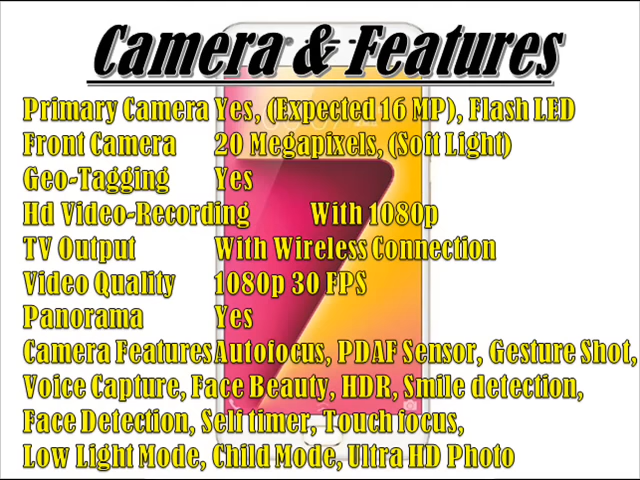 Camera & Features
Primary Camera Yes, (Expected 16 MP), Flash LED
Front Camera 20 Megapixels, (Soft Light)
Geo-Tagging Yes
Hd Video-Recording With 1080p
TV Output With Wireless Connection
Video Quality 1080p 30 FPS
Panorama Yes
Camera Features Autofocus, PDAF Sensor, Gesture Shot,
Voice Capture, Face Beauty, HDR, Smile detection,
Face Detection, Self timer, Touch focus,
Low Light Mode, Child Mode, Ultra HD Photo